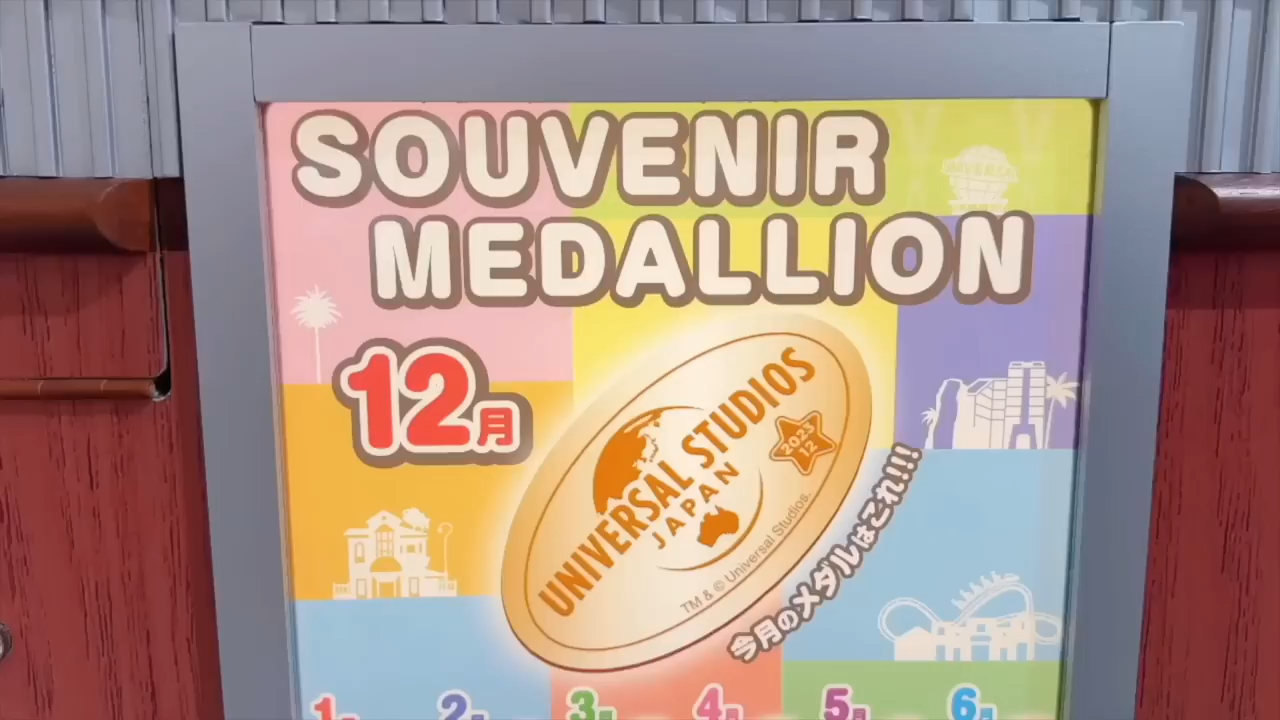 SOUVENIR
MEDALLION
12月
UNIVERSAL STUDIOS
JAPAN
2023
12
TM & © Universal Studios.
今月のメダルはこれ!!!
1月 2月 3月 4月 5月 6月